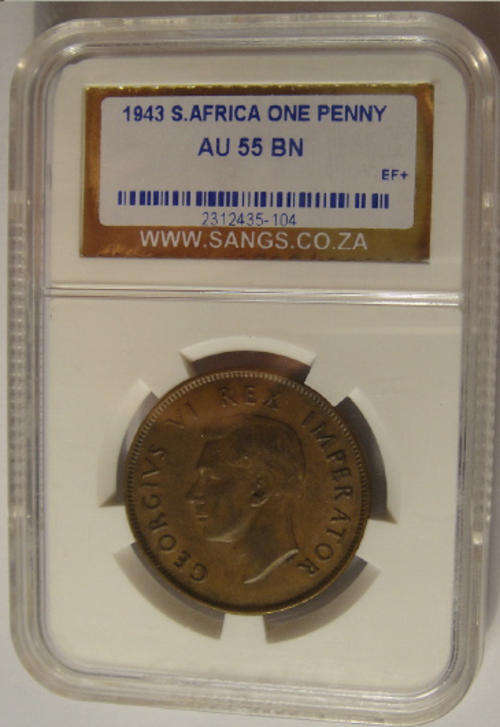 1943 S.AFRICA ONE PENNY
AU 55 BN
EF+
2312435-104
WWW.SANGS.CO.ZA
GEORGIVS VI REX IMPERATOR